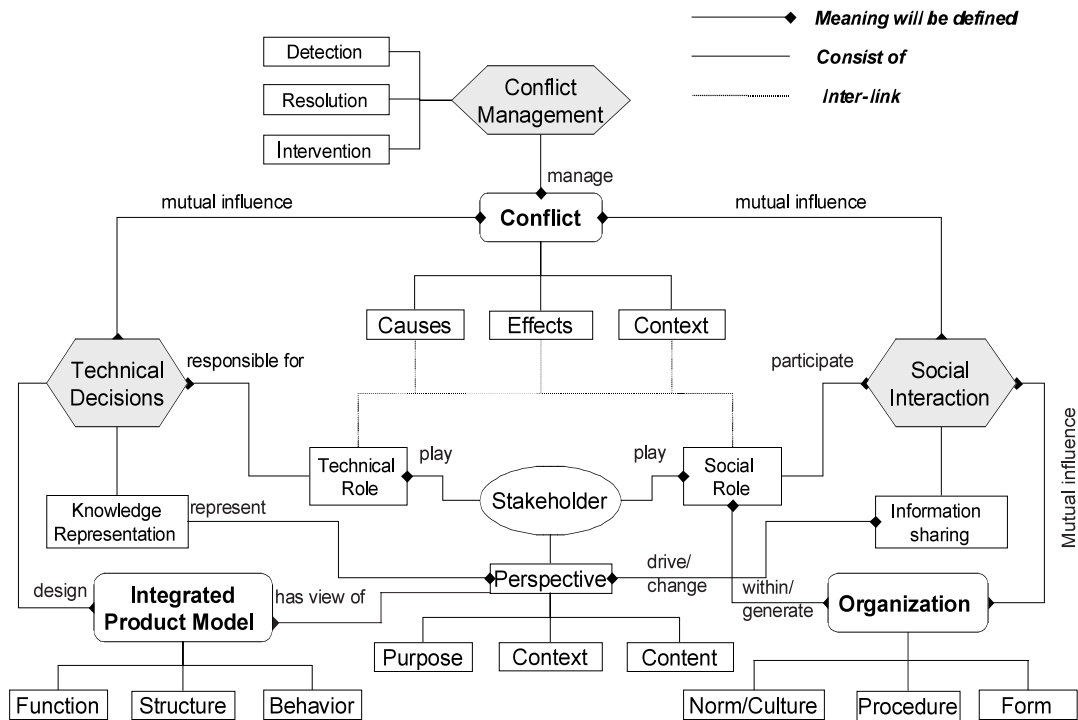 Meaning will be defined
Consist of
Inter-link
Detection
Resolution
Intervention
Conflict
Management
manage
mutual influence
Conflict
mutual influence
Causes
Effects
Context
Technical
Decisions
responsible for
participate
Social
Interaction
Technical
Role
play
Stakeholder
play
Social
Role
Mutual influence
Knowledge
Representation
represent
Information
sharing
Perspective
drive/
change
design
Integrated
Product Model
has view of
within/
generate
Organization
Purpose
Context
Content
Function
Structure
Behavior
Norm/Culture
Procedure
Form